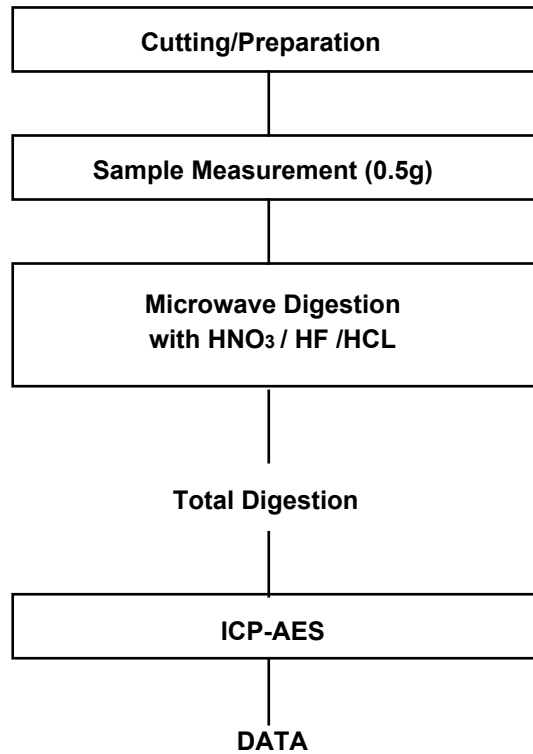 Cutting/Preparation
Sample Measurement (0.5g)
Microwave Digestion
with HNO₃ / HF /HCL
Total Digestion
ICP-AES
DATA